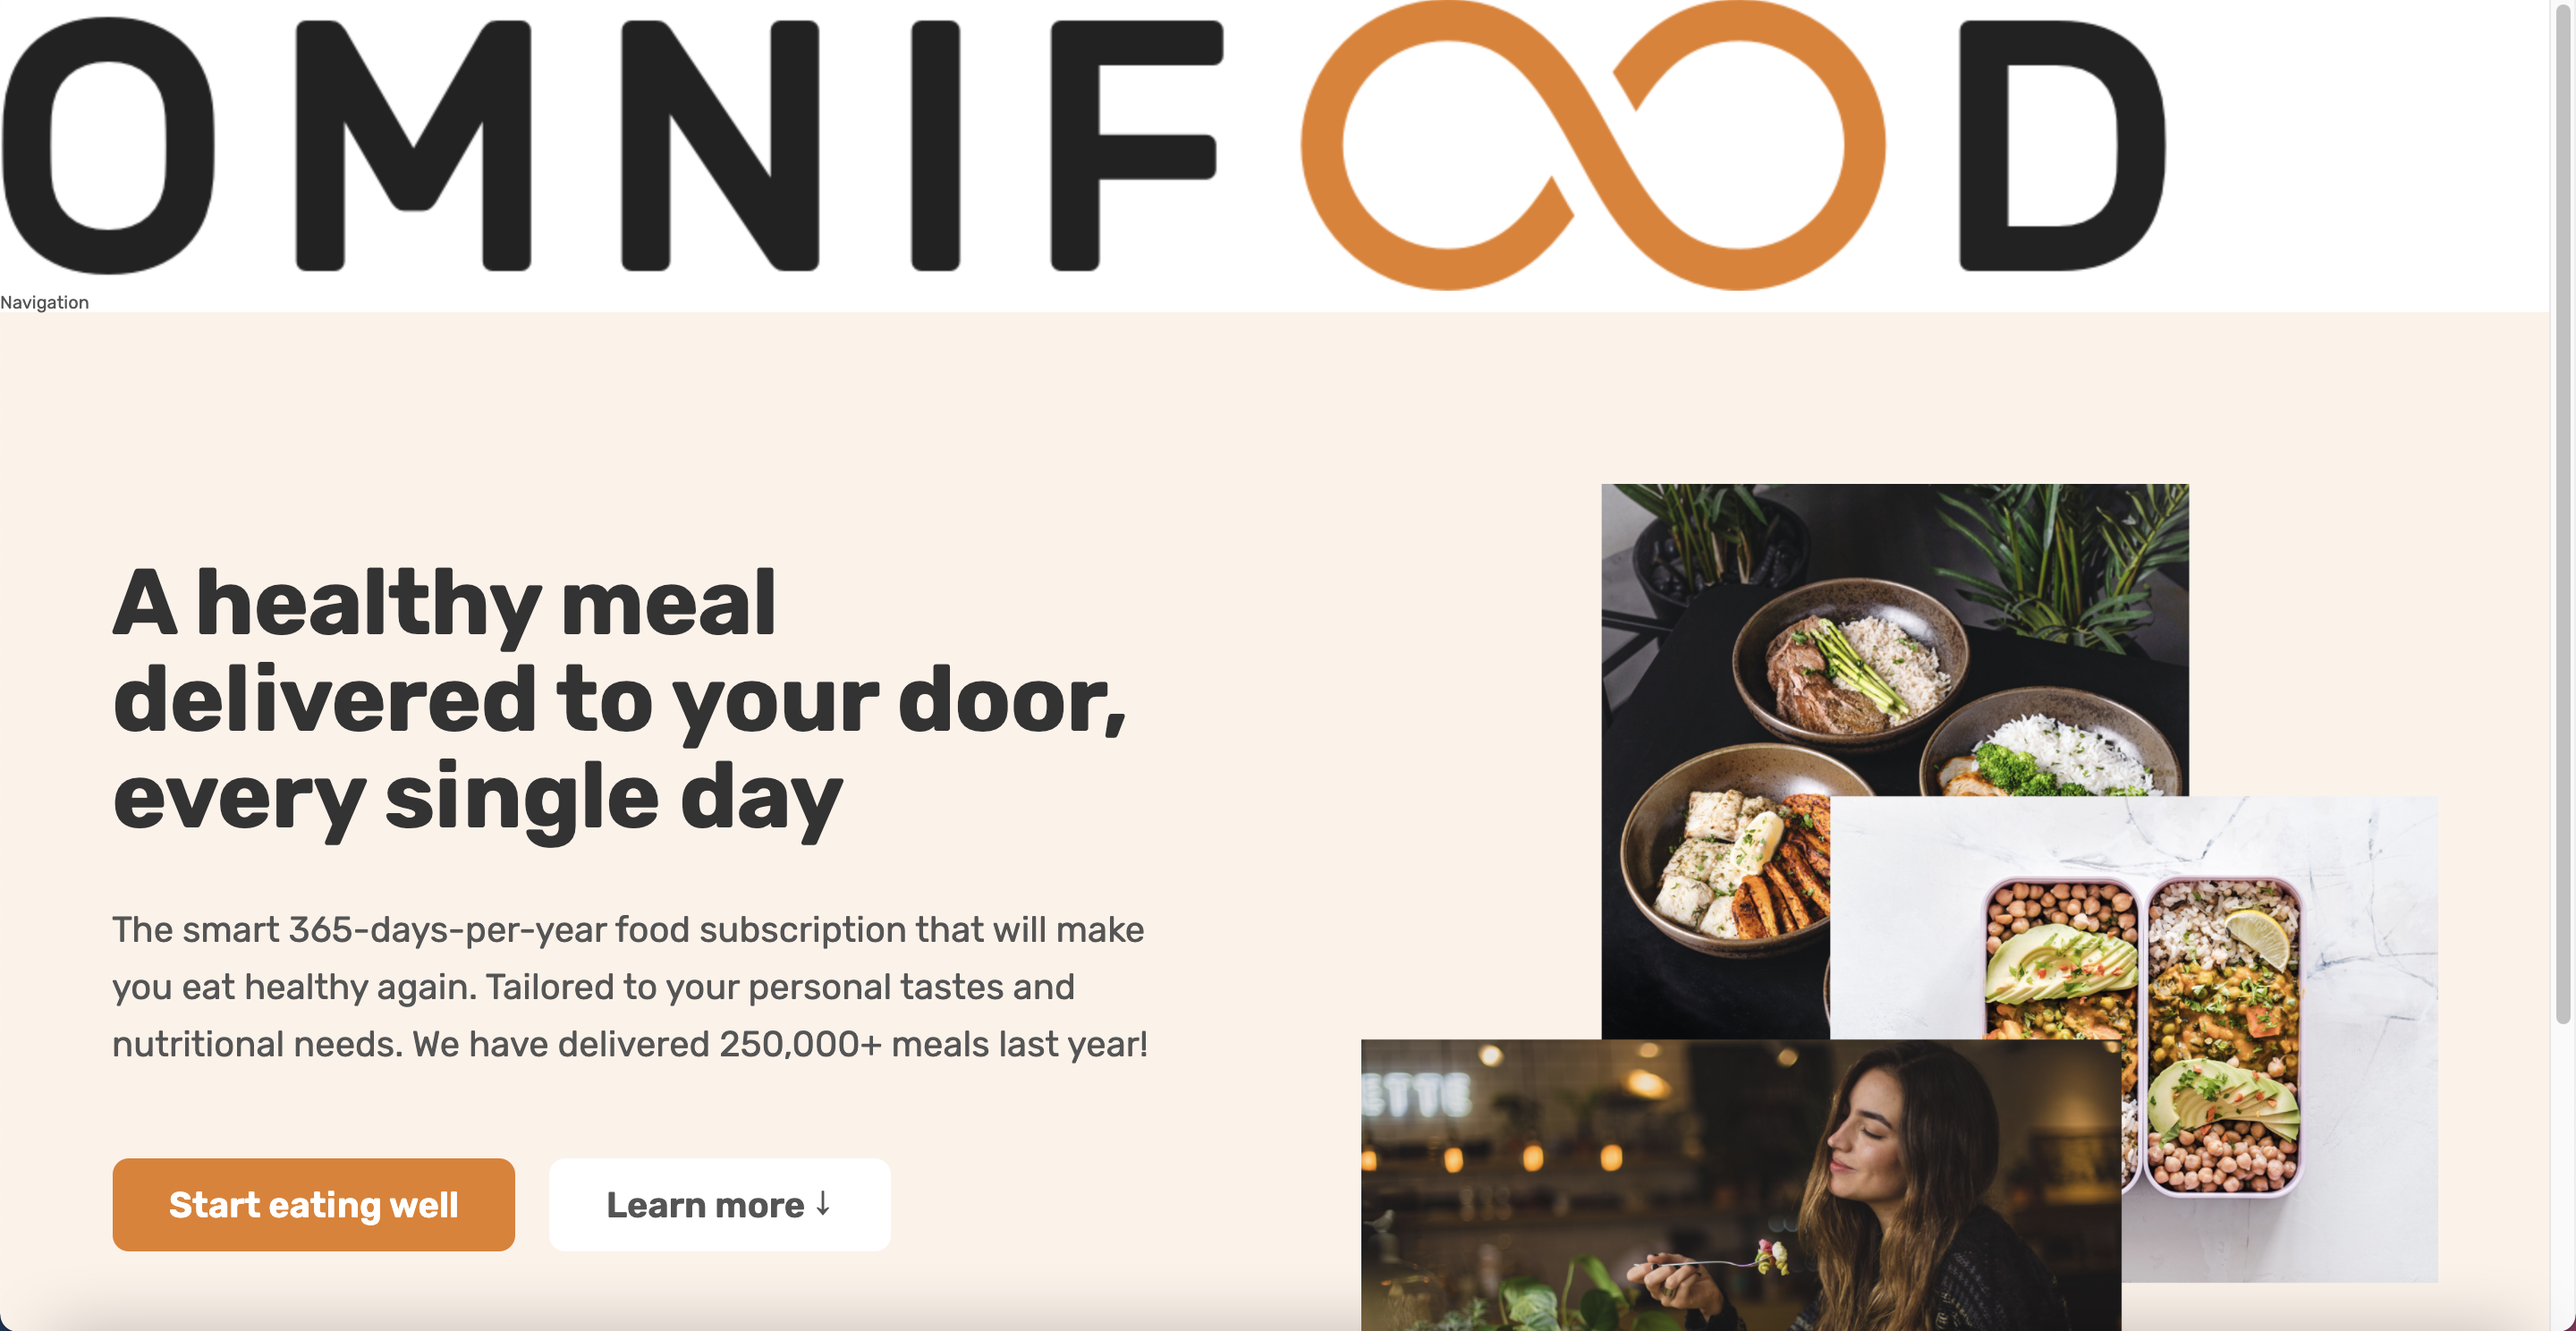 OMNIFOOD
Navigation
A healthy meal
delivered to your door,
every single day
The smart 365-days-per-year food subscription that will make
you eat healthy again. Tailored to your personal tastes and
nutritional needs. We have delivered 250,000+ meals last year!
Start eating well
Learn more ↓
ETTE